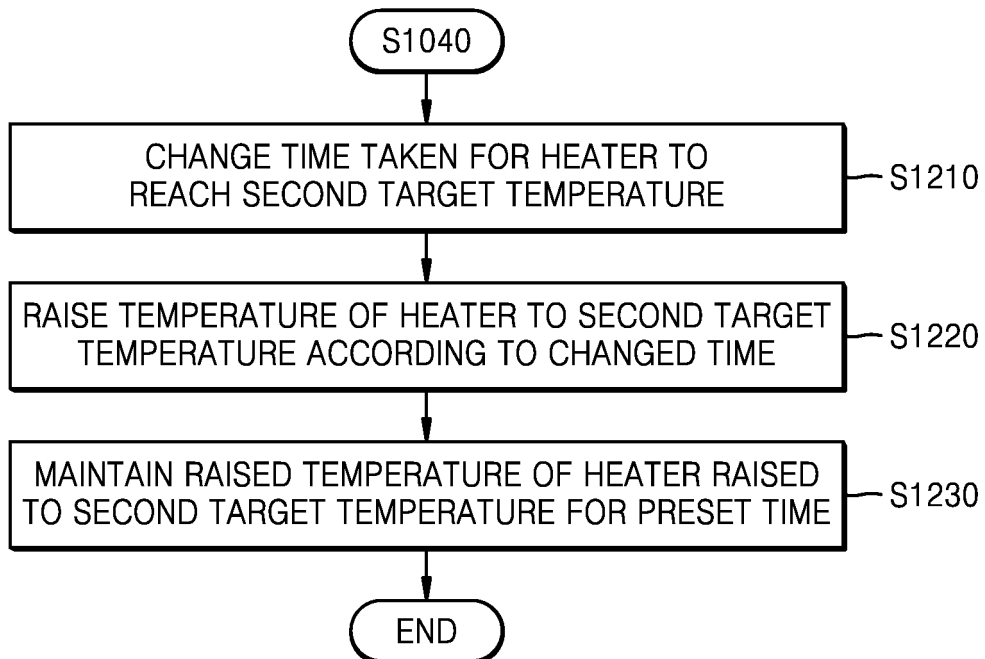 S1040
CHANGE TIME TAKEN FOR HEATER TO
REACH SECOND TARGET TEMPERATURE
S1210
RAISE TEMPERATURE OF HEATER TO SECOND TARGET
TEMPERATURE ACCORDING TO CHANGED TIME
S1220
MAINTAIN RAISED TEMPERATURE OF HEATER RAISED
TO SECOND TARGET TEMPERATURE FOR PRESET TIME
S1230
END